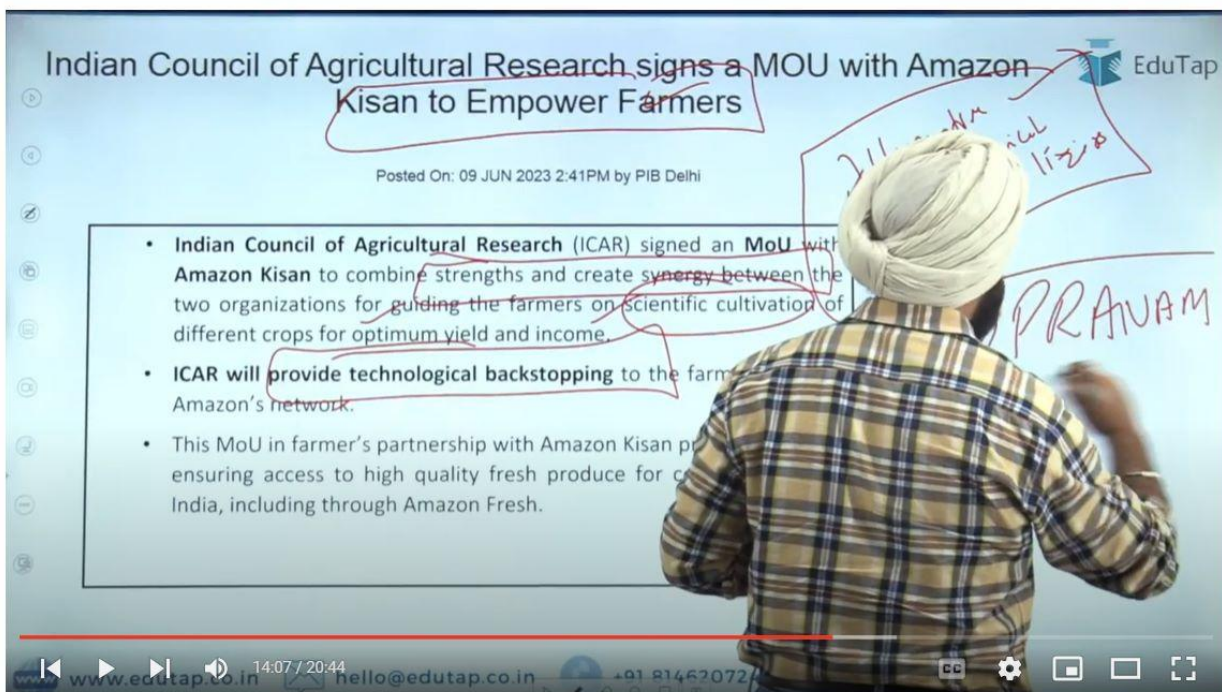 Indian Council of Agricultural Research signs a MOU with Amazon
Kisan to Empower Farmers
EduTap
Posted On: 09 JUN 2023 2:41PM by PIB Delhi
• Indian Council of Agricultural Research (ICAR) signed an MoU with
Amazon Kisan to combine strengths and create synergy between the
two organizations for guiding the farmers on scientific cultivation of
different crops for optimum yield and income.
PRANAM
• ICAR will provide technological backstopping to the
Amazon's network.
• This MoU in farmer's partnership with Amazon Kisan
ensuring access to high quality fresh produce for
India, including through Amazon Fresh.
14:07 / 20:44
CC
www.edutap.co.in hello@edutap.co.in +91 8146207